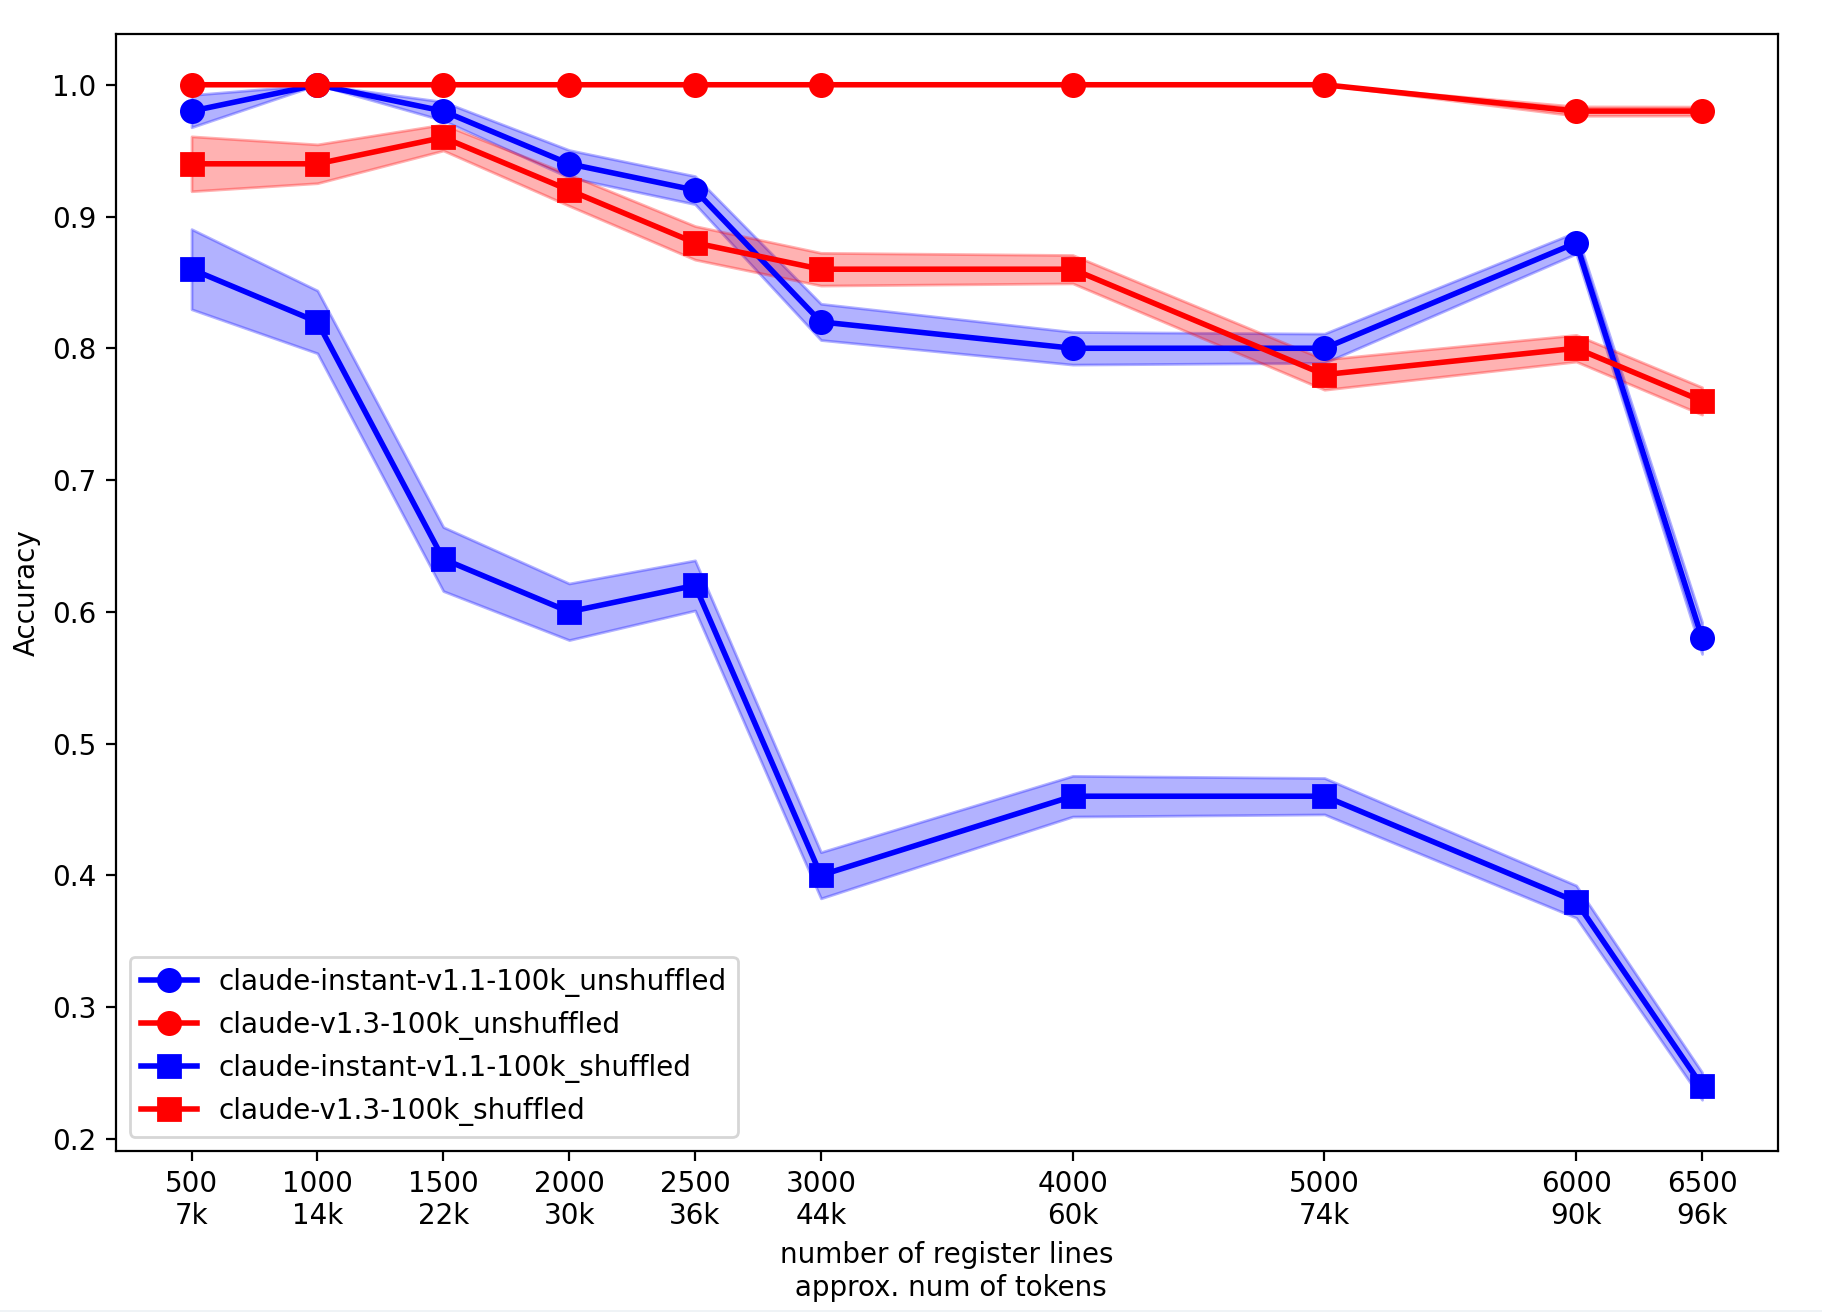 1.0
0.9
0.8
0.7
0.6
0.5
0.4
0.3
0.2
Accuracy
claude-instant-v1.1-100k_unshuffled
claude-v1.3-100k_unshuffled
claude-instant-v1.1-100k_shuffled
claude-v1.3-100k_shuffled
500 1000 1500 2000 2500 3000 4000 5000 6000 6500
7k 14k 22k 30k 36k 44k 60k 74k 90k 96k
number of register lines
approx. num of tokens